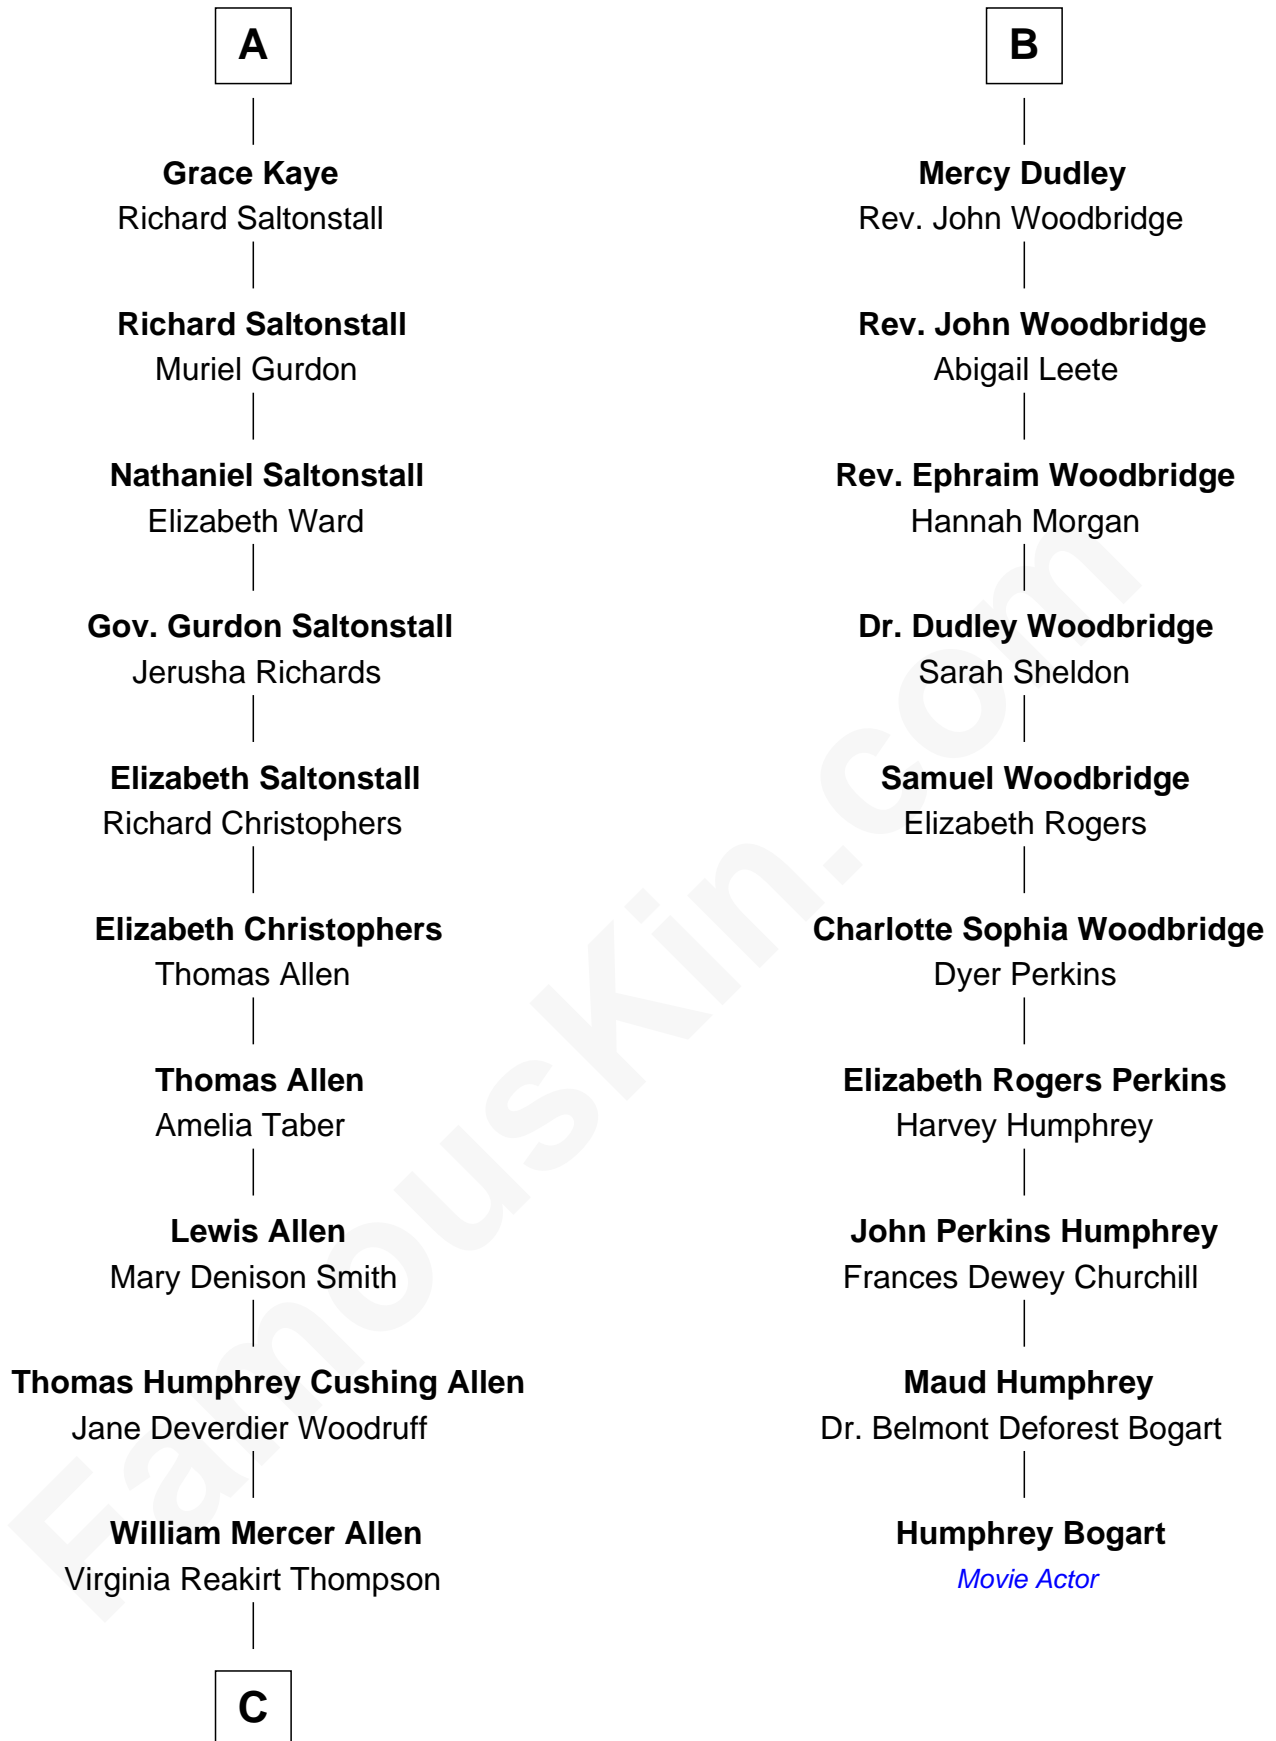 A
Grace Kaye
Richard Saltonstall
Richard Saltonstall
Muriel Gurdon
Nathaniel Saltonstall
Elizabeth Ward
Gov. Gurdon Saltonstall
Jerusha Richards
Elizabeth Saltonstall
Richard Christophers
Elizabeth Christophers
Thomas Allen
Thomas Allen
Amelia Taber
Lewis Allen
Mary Denison Smith
Thomas Humphrey Cushing Allen
Jane Deverdier Woodruff
William Mercer Allen
Virginia Reakirt Thompson
C
B
Mercy Dudley
Rev. John Woodbridge
Rev. John Woodbridge
Abigail Leete
Rev. Ephraim Woodbridge
Hannah Morgan
Dr. Dudley Woodbridge
Sarah Sheldon
Samuel Woodbridge
Elizabeth Rogers
Charlotte Sophia Woodbridge
Dyer Perkins
Elizabeth Rogers Perkins
Harvey Humphrey
John Perkins Humphrey
Frances Dewey Churchill
Maud Humphrey
Dr. Belmont Deforest Bogart
Humphrey Bogart
Movie Actor
FamousKin.com